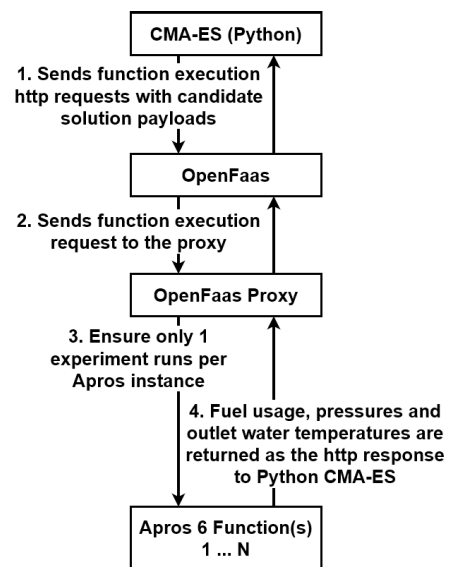 CMA-ES (Python)
1. Sends function execution
http requests with candidate
solution payloads
OpenFaas
2. Sends function execution
request to the proxy
OpenFaas Proxy
3. Ensure only 1
experiment runs per
Apros instance
4. Fuel usage, pressures and
outlet water temperatures are
returned as the http response
to Python CMA-ES
Apros 6 Function(s)
1 ... N